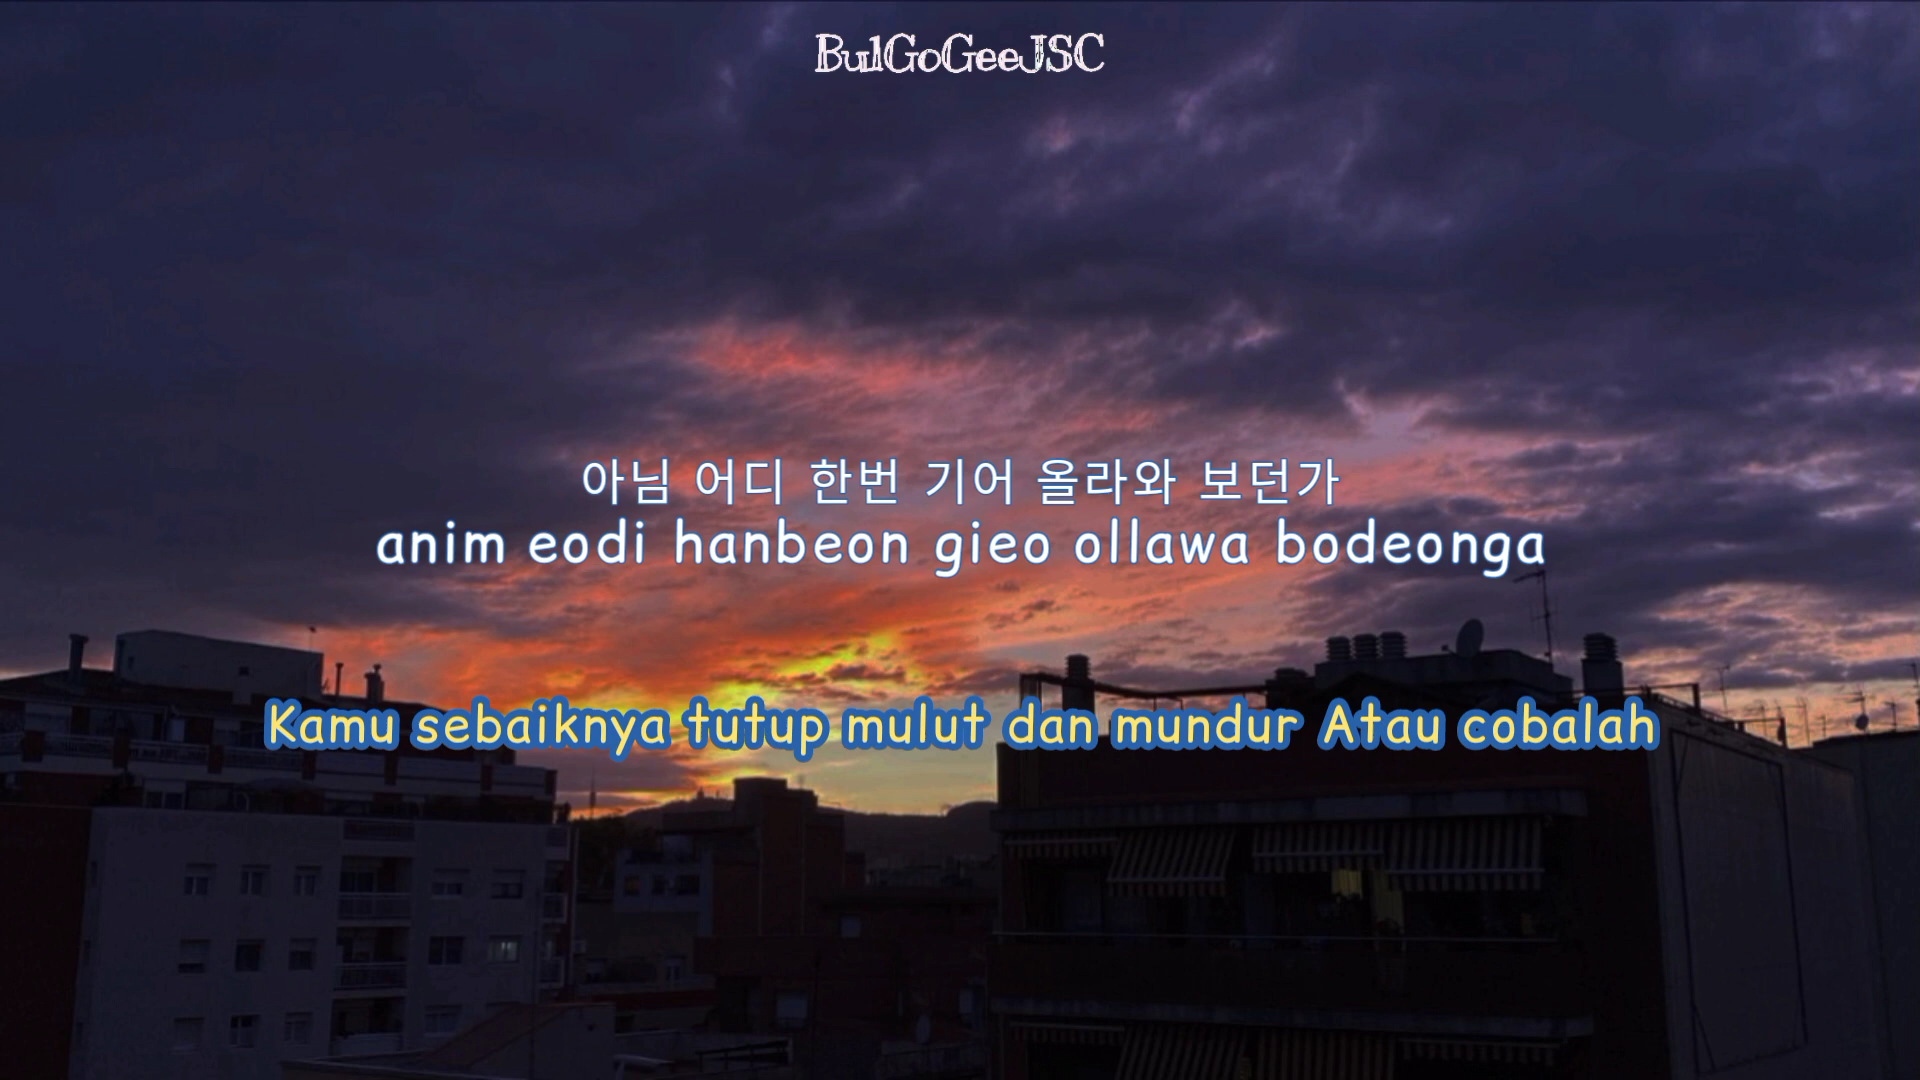 BulGoGeeJSC
아님 어디 한번 기어 올라와 보던가
anim eodi hanbeon gieo ollawa bodeonga
Kamu sebaiknya tutup mulut dan mundur Atau cobalah